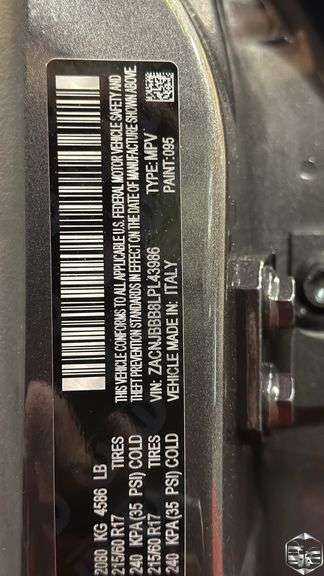 THIS VEHICLE CONFORMS TO ALL APPLICABLE U.S. FEDERAL MOTOR VEHICLE SAFETY AND
THEFT PREVENTION STANDARDS IN EFFECT ON THE DATE OF MANUFACTURE SHOWN ABOVE.
VIN: ZACNJBBB8LPL43986 TYPE: MPV
VEHICLE MADE IN: ITALY PAINT: 095
2080 KG 4586 LB
215/60 R17 TIRES
240 KPA (35 PSI) COLD
215/60 R17 TIRES
240 KPA (35 PSI) COLD